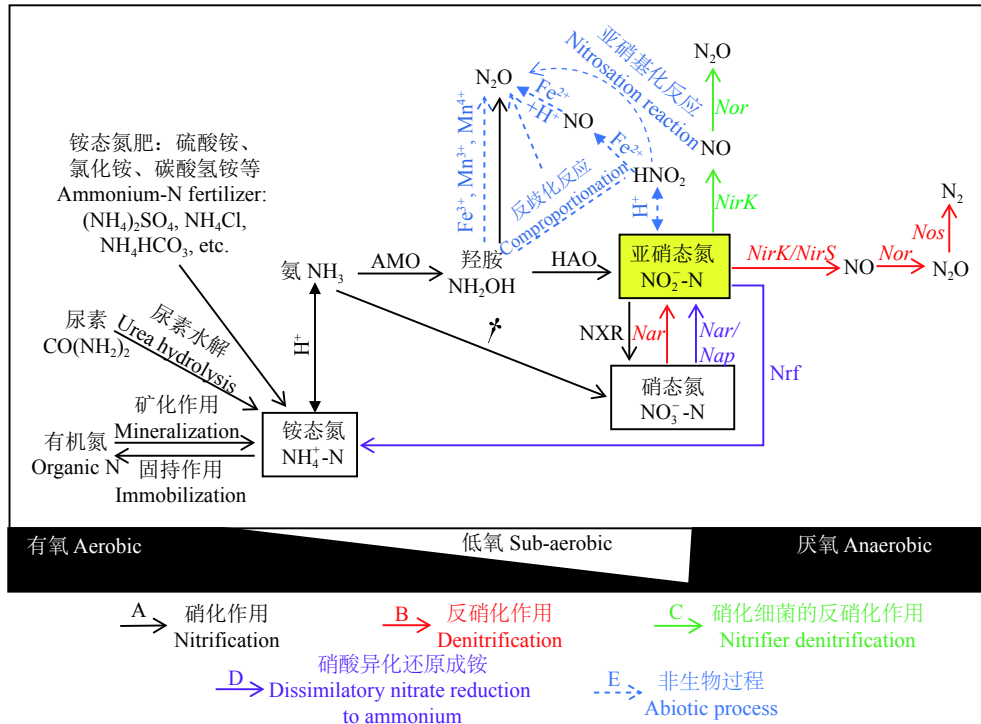 N₂O
亚硝基化反应
Nitrosation reaction
N₂O
Fe²⁺
+H⁺
NO
Fe²⁺
HNO₂
H⁺
Fe³⁺, Mn³⁺, Mn⁴⁺
反歧化反应
Comproportionation
Nor
NO
NirK
铵态氮肥：硫酸铵、
氯化铵、碳酸氢铵等
Ammonium-N fertilizer:
(NH₄)₂SO₄, NH₄Cl,
NH₄HCO₃, etc.
氨 NH₃
AMO
羟胺
NH₂OH
HAO
亚硝态氮
NO₂⁻-N
NirK/NirS
NO
Nor
N₂O
Nos
N₂
尿素
CO(NH₂)₂
尿素水解
Urea hydrolysis
H⁺
†
NXR
Nar
Nar/
Nap
Nrf
硝态氮
NO₃⁻-N
有机氮
Organic N
矿化作用
Mineralization
固持作用
Immobilization
铵态氮
NH₄⁺-N
有氧 Aerobic
低氧 Sub-aerobic
厌氧 Anaerobic
A
硝化作用
Nitrification
B
反硝化作用
Denitrification
C
硝化细菌的反硝化作用
Nitrifier denitrification
D
硝酸异化还原成铵
Dissimilatory nitrate reduction
to ammonium
E
非生物过程
Abiotic process